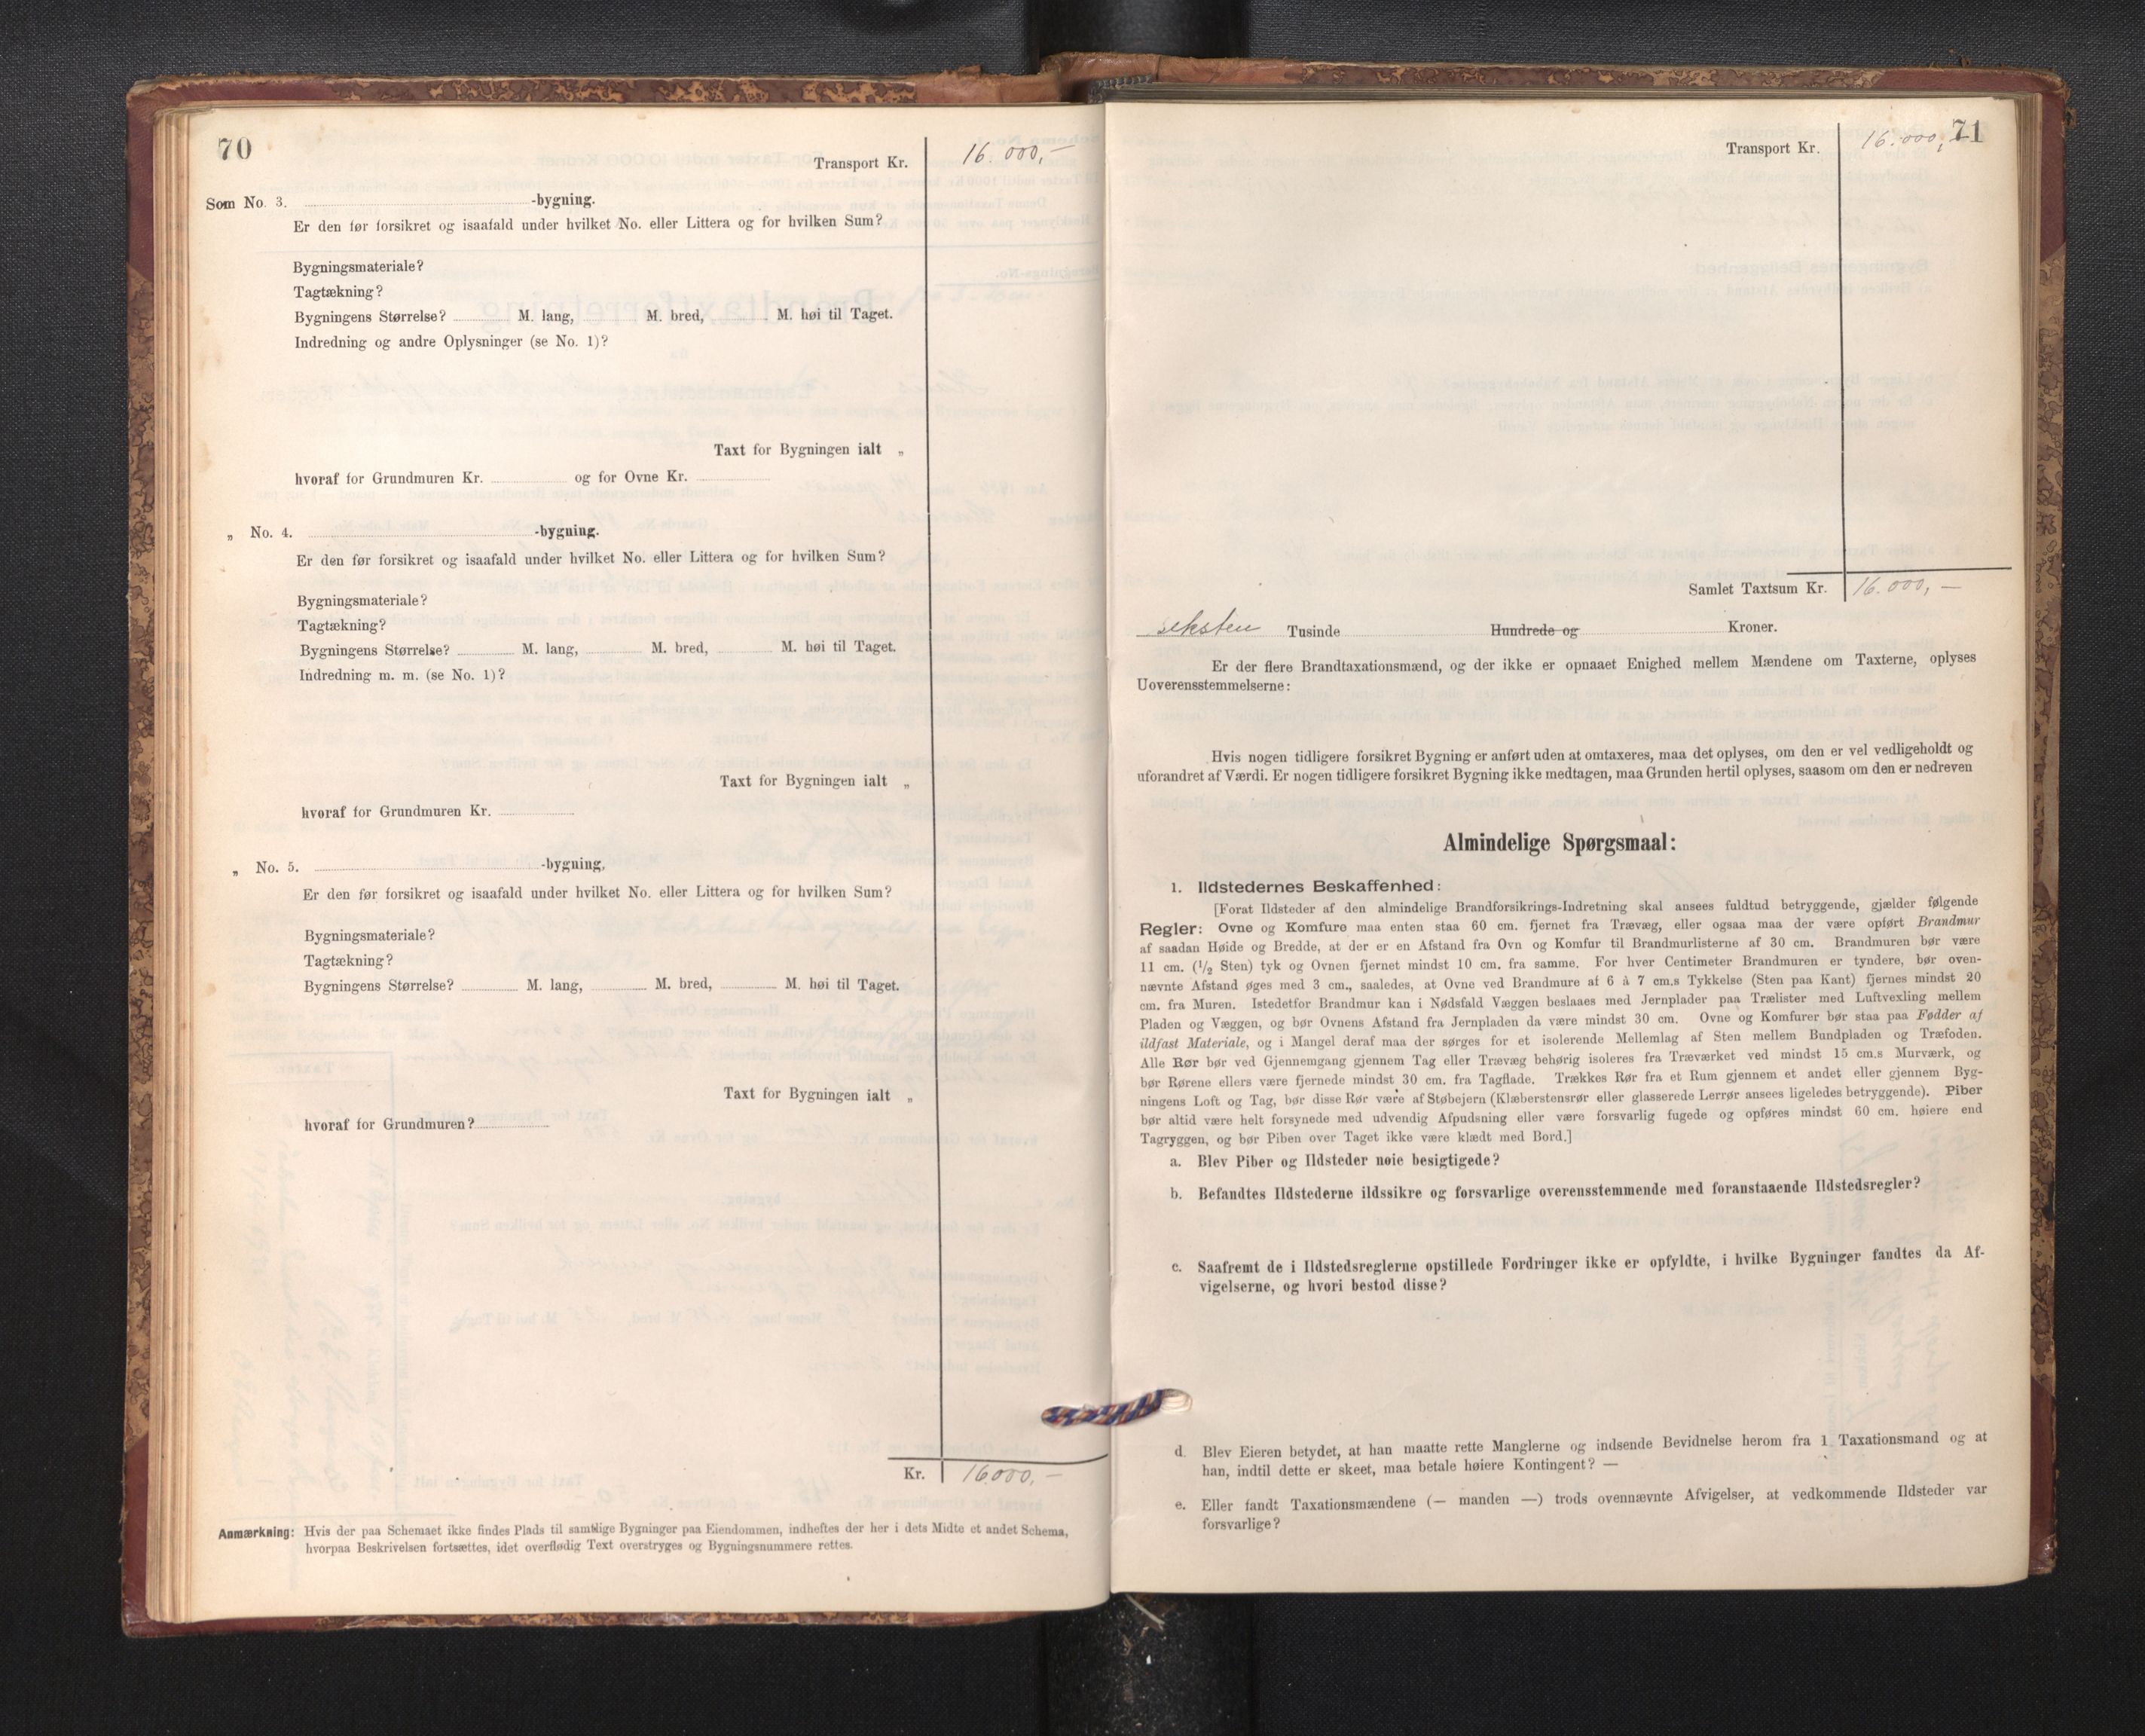 70
Transport Kr. 16.000,—
Som No. 3. -bygning.
Er den før forsikret og isaafald under hvilket No. eller Littera og for hvilken Sum?
Bygningsmateriale?
Tagtækning?
Bygningens Størrelse? M. lang, M. bred, M. høi til Taget.
Indredning og andre Oplysninger (se No. 1)?
Taxt for Bygningen ialt „
hvoraf for Grundmuren Kr. og for Ovne Kr.
„ No. 4. -bygning.
Er den før forsikret og isaafald under hvilket No. eller Littera og for hvilken Sum?
Bygningsmateriale?
Tagtækning?
Bygningens Størrelse? M. lang, M. bred, M. høi til Taget.
Indredning m. m. (se No. 1)?
Taxt for Bygningen ialt „
hvoraf for Grundmuren Kr.
„ No. 5. -bygning,
Er den før forsikret og isaafald under hvilket No. eller Littera og for hvilken Sum?
Bygningsmateriale?
Tagtækning?
Bygningens Størrelse? M. lang, M. bred, M. høi til Taget.
Taxt for Bygningen ialt „
hvoraf for Grundmuren?
Kr. 16000,—
Anmærkning: Hvis der paa Schemaet ikke findes Plads til samtlige Bygninger paa Eiendommen, indheftes der her i dets Midte et andet Schema,
hvorpaa Beskrivelsen fortsættes, idet overflødig Text overstryges og Bygningsnummere rettes.
71
Transport Kr. 16.000,
Samlet Taxtsum Kr. 16.000,—
seksten Tusinde Hundrede og Kroner.
Er der flere Brandtaxationsmænd, og der ikke er opnaaet Enighed mellem Mændene om Taxterne, oplyses
Uoverensstemmelserne:
Hvis nogen tidligere forsikret Bygning er anført uden at omtaxeres, maa det oplyses, om den er vel vedligeholdt og
uforandret af Værdi. Er nogen tidligere forsikret Bygning ikke medtagen, maa Grunden hertil oplyses, saasom om den er nedreven
Almindelige Spørgsmaal:
1. Ildstedernes Beskaffenhed:
[Forat Ildsteder af den almindelige Brandforsikrings-Indretning skal ansees fuldtud betryggende, gjælder følgende
Regler: Ovne og Komfure maa enten staa 60 cm. fjernet fra Trævæg, eller ogsaa maa der være opført Brandmur
af saadan Høide og Bredde, at der er en Afstand fra Ovn og Komfur til Brandmurlisterne af 30 cm. Brandmuren bør være
11 cm. (1/2 Sten) tyk og Ovnen fjernet mindst 10 cm. fra samme. For hver Centimeter Brandmuren er tyndere, bør oven-
nævnte Afstand øges med 3 cm., saaledes, at Ovne ved Brandmure af 6 à 7 cm.s Tykkelse (Sten paa Kant) fjernes mindst 20
cm. fra Muren. Istedetfor Brandmur kan i Nødsfald Væggen beslaaes med Jernplader paa Trælister med Luftvexling mellem
Pladen og Væggen, og bør Ovnens Afstand fra Jernpladen da være mindst 30 cm. Ovne og Komfurer bør staa paa Fødder af
ildfast Materiale, og i Mangel deraf maa der sørges for et isolerende Mellemlag af Sten mellem Bundpladen og Træfoden.
Alle Rør bør ved Gjennemgang gjennem Tag eller Trævæg behørig isoleres fra Træværket ved mindst 15 cm.s Murværk, og
bør Rørene ellers være fjernede mindst 30 cm. fra Tagflade. Trækkes Rør fra et Rum gjennem et andet eller gjennem Byg-
ningens Loft og Tag, bør disse Rør være af Støbejern (Klæberstensrør eller glasserede Lerrør ansees ligeledes betryggende). Piber
bør altid være helt forsynede med udvendig Afpudsning eller være forsvarlig fugede og opføres mindst 60 cm. høiere end
Tagryggen, og bør Piben over Taget ikke være klædt med Bord.]
a. Blev Piber og Ildsteder nøie besigtigede?
b. Befandtes Ildstederne ildssikre og forsvarlige overensstemmende med foranstaaende Ildstedsregler?
c. Saafremt de i Ildstedsreglerne opstillede Fordringer ikke er opfyldte, i hvilke Bygninger fandtes da Af-
vigelserne, og hvori bestod disse?
d. Blev Eieren betydet, at han maatte rette Manglerne og indsende Bevidnelse herom fra 1 Taxationsmand og at
han, indtil dette er skeet, maa betale høiere Kontingent? —
e. Eller fandt Taxationsmændene (— manden —) trods ovennævnte Afvigelser, at vedkommende Ildsteder var
forsvarlige?